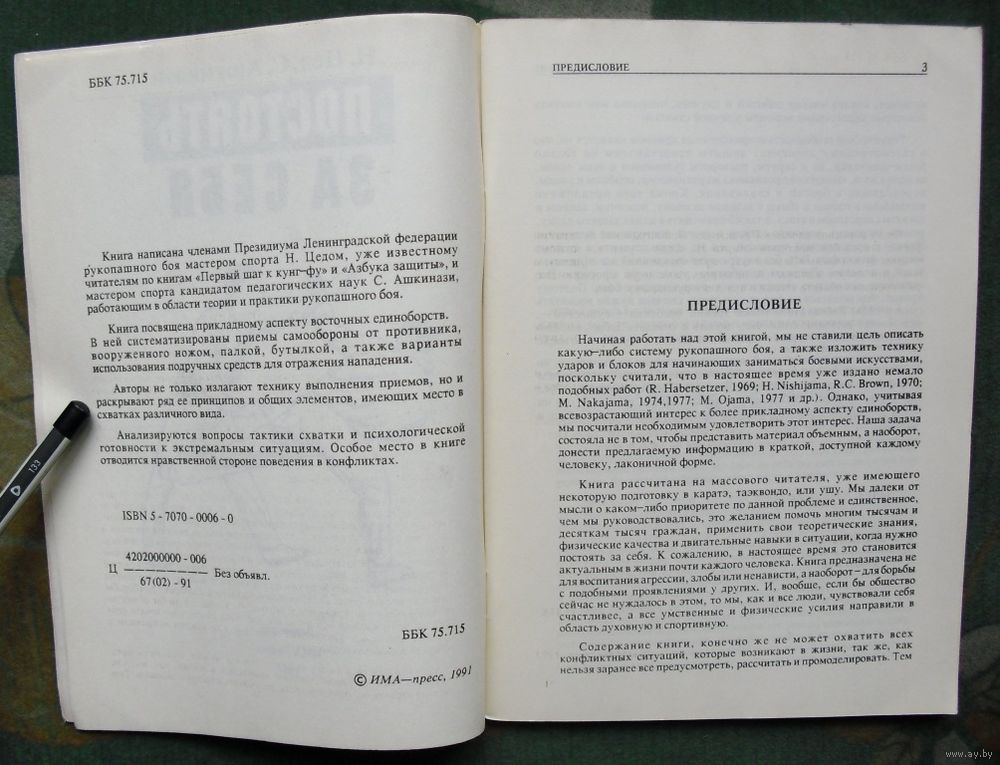 ББК 75.715
Книга написана членами Президиума Ленинградской федерации
рукопашного боя мастером спорта Н. Цедом, уже известному
читателям по книгам «Первый шаг к кунг–фу» и «Азбука защиты», и
мастером спорта кандидатом педагогических наук С. Ашкинази,
работающим в области теории и практики рукопашного боя.
Книга посвящена прикладному аспекту восточных единоборств.
В ней систематизированы приемы самообороны от противника,
вооруженного ножом, палкой, бутылкой, а также варианты
использования подручных средств для отражения нападения.
Авторы не только излагают технику выполнения приемов, но и
раскрывают ряд ее принципов и общих элементов, имеющих место в
схватках различного вида.
Анализируются вопросы тактики схватки и психологической
готовности к экстремальным ситуациям. Особое место в книге
отводится нравственной стороне поведения в конфликтах.
ISBN 5 - 7070 - 0006 - 0
4202000000 - 006
Ц ———————— Без объявл.
67(02) - 91
ББК 75.715
© ИМА—пресс, 1991
133
ПРЕДИСЛОВИЕ 3
ПРЕДИСЛОВИЕ
Начиная работать над этой книгой, мы не ставили цель описать
какую–либо систему рукопашного боя, а также изложить технику
ударов и блоков для начинающих заниматься боевыми искусствами,
поскольку считали, что в настоящее время уже издано немало
подобных работ (R. Habersetzer, 1969; H. Nishijama, R.C. Brown, 1970;
M. Nakajama, 1974,1977; M. Ojama, 1977 и др.). Однако, учитывая
всевозрастающий интерес к более прикладному аспекту единоборств,
мы посчитали необходимым удовлетворить этот интерес. Наша задача
состояла не в том, чтобы представить материал объемным, а наоборот,
донести предлагаемую информацию в краткой, доступной каждому
человеку, лаконичной форме.
Книга рассчитана на массового читателя, уже имеющего
некоторую подготовку в каратэ, таэквондо, или ушу. Мы далеки от
мысли о каком–либо приоритете по данной проблеме и единственное,
чем мы руководствовались, это желанием помочь многим тысячам и
десяткам тысяч граждан, применить свои теоретические знания,
физические качества и двигательные навыки в ситуации, когда нужно
постоять за себя. К сожалению, в настоящее время это становится
актуальным в жизни почти каждого человека. Книга предназначена не
для воспитания агрессии, злобы или ненависти, а наоборот – для борьбы
с подобными проявлениями у других. И, вообще, если бы общество
сейчас не нуждалось в этом, то мы, как и все люди, чувствовали себя
счастливее, а все умственные и физические усилия направили в
область духовную и спортивную.
Содержание книги, конечно же не может охватить всех
конфликтных ситуаций, которые возникают в жизни, так же, как
нельзя заранее все предусмотреть, рассчитать и промоделировать. Тем
www.ay.by